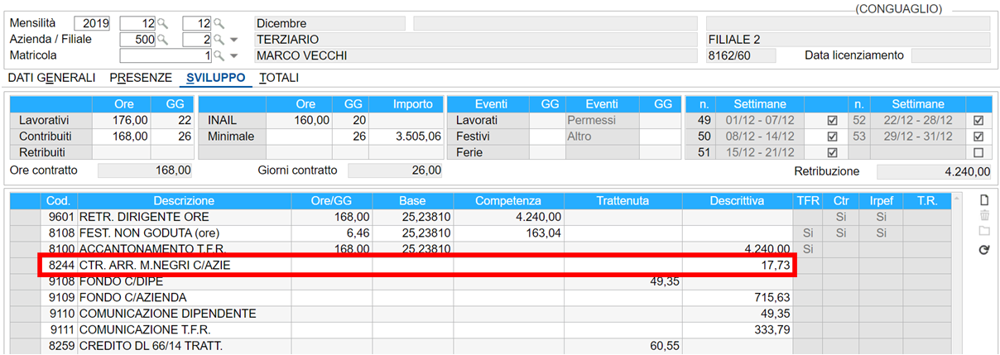 (CONGUAGLIO)
Mensilità 2019 12 12 Dicembre
Azienda / Filiale 500 2 TERZIARIO FILIALE 2
Matricola 1 MARCO VECCHI 8162/60 Data licenziamento
DATI GENERALI PRESENZE SVILUPPO TOTALI
Ore GG Ore GG Importo Eventi GG Eventi GG n. Settimane n. Settimane
Lavorativi 176,00 22 INAIL 160,00 20 Lavorati Permessi 49 01/12 - 07/12 52 22/12 - 28/12
Contribuiti 168,00 26 Minimale 26 3.505,06 Festivi Altro 50 08/12 - 14/12 53 29/12 - 31/12
Retribuiti Ferie 51 15/12 - 21/12
Ore contratto 168,00 Giorni contratto 26,00 Retribuzione 4.240,00
Cod. Descrizione Ore/GG Base Competenza Trattenuta Descrittiva TFR Ctr Irpef T.R.
9601 RETR. DIRIGENTE ORE 168,00 25,23810 4.240,00 Si Si
8108 FEST. NON GODUTA (ore) 6,46 25,23810 163,04 Si Si Si
8100 ACCANTONAMENTO T.F.R. 168,00 25,23810 4.240,00 Si
8244 CTR. ARR. M.NEGRI C/AZIE 17,73
9108 FONDO C/DIPE 49,35
9109 FONDO C/AZIENDA 715,63
9110 COMUNICAZIONE DIPENDENTE 49,35
9111 COMUNICAZIONE T.F.R. 333,79
8259 CREDITO DL 66/14 TRATT. 60,55